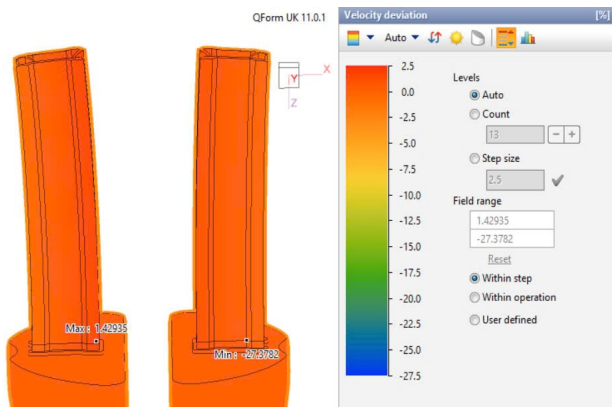 QForm UK 11.0.1
X
Y
Z
Max : 1.42935
Min : -27.3782
Velocity deviation [%]
Auto
2.5
0.0
-2.5
-5.0
-7.5
-10.0
-12.5
-15.0
-17.5
-20.0
-22.5
-25.0
-27.5
Levels
Auto
Count
13
- +
Step size
2.5
Field range
1.42935
-27.3782
Reset
Within step
Within operation
User defined